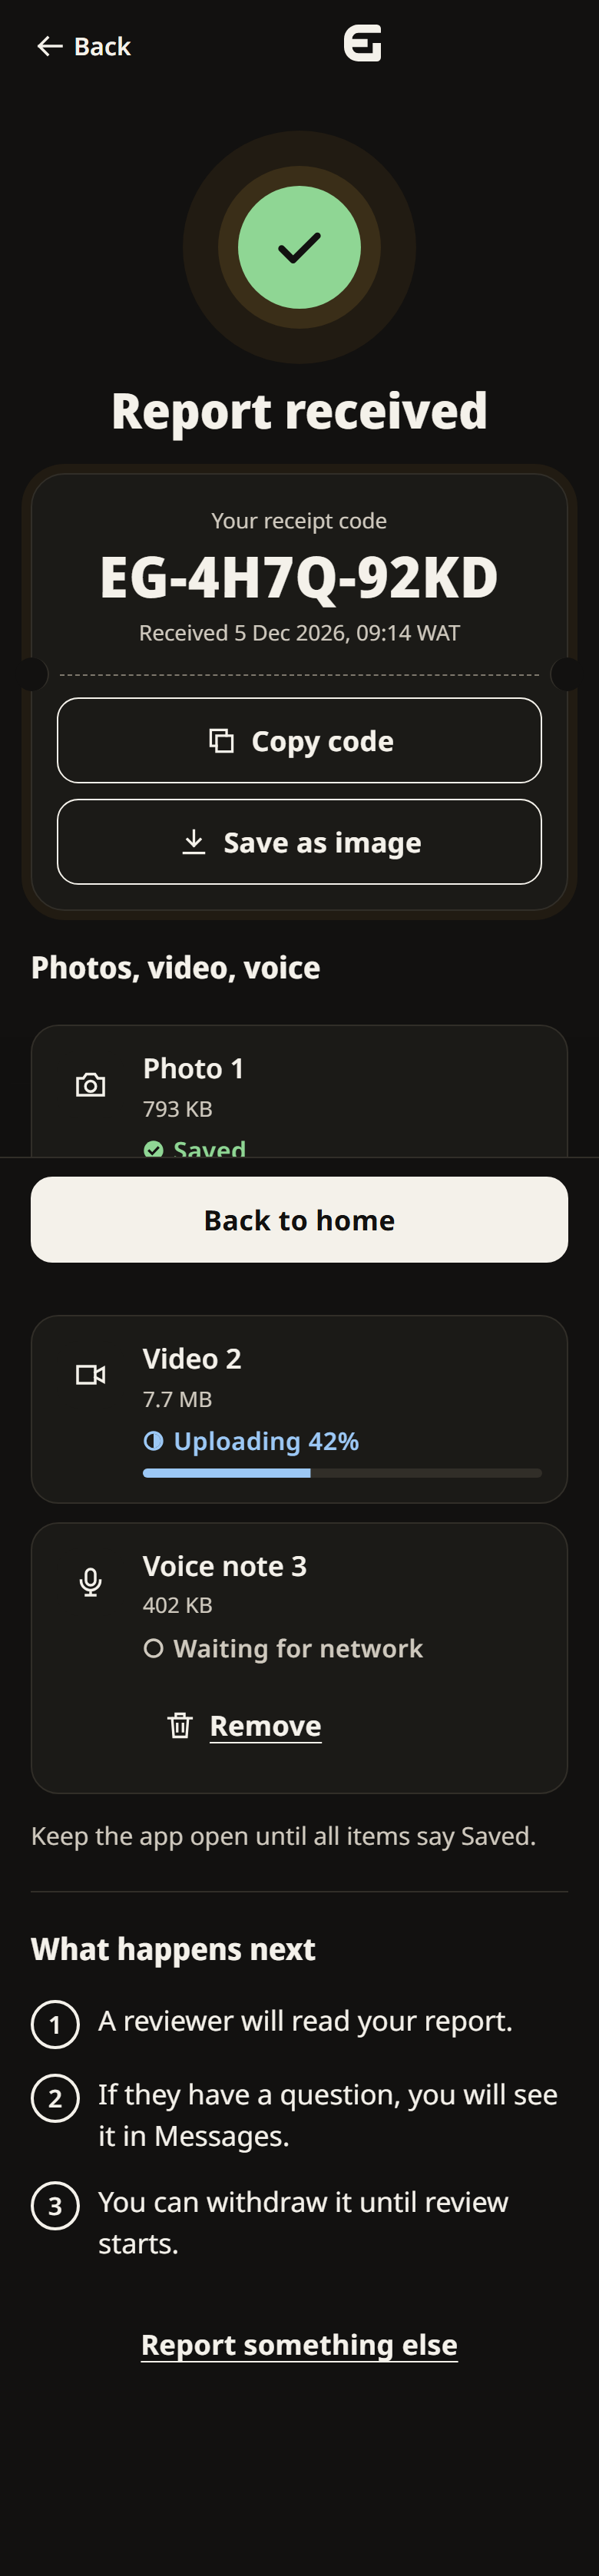 Back
Report received
Your receipt code
EG-4H7Q-92KD
Received 5 Dec 2026, 09:14 WAT
Copy code
Save as image
Photos, video, voice
Photo 1
793 KB
Saved
Back to home
Video 2
7.7 MB
Uploading 42%
Voice note 3
402 KB
Waiting for network
Remove
Keep the app open until all items say Saved.
What happens next
1 A reviewer will read your report.
2 If they have a question, you will see
it in Messages.
3 You can withdraw it until review
starts.
Report something else